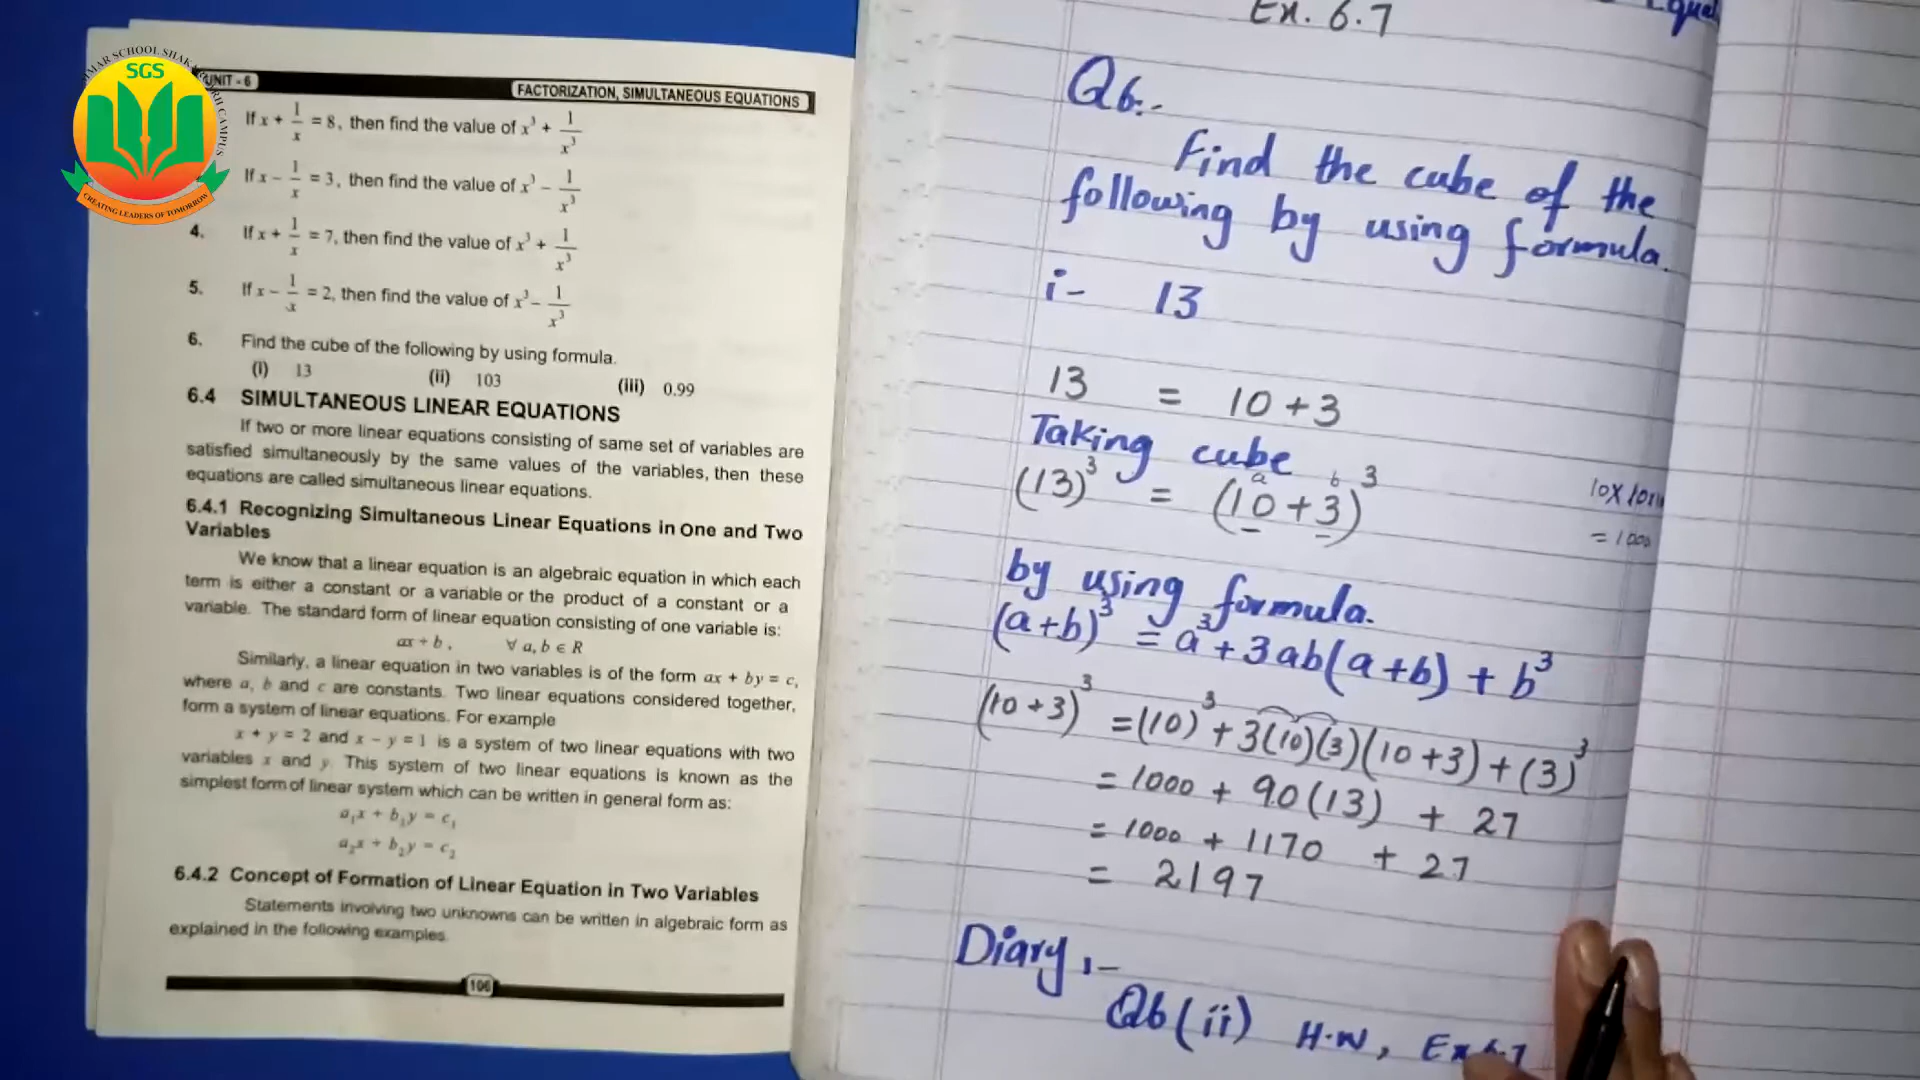 SGS
CREATING LEADERS OF TOMORROW
UNIT - 6
FACTORIZATION, SIMULTANEOUS EQUATIONS
If x + 1/x = 8, then find the value of x³ + 1/x³
If x − 1/x = 3, then find the value of x³ − 1/x³
4. If x + 1/x = 7, then find the value of x³ + 1/x³
5. If x − 1/x = 2, then find the value of x³ − 1/x³
6. Find the cube of the following by using formula.
(i) 13 (ii) 103 (iii) 0.99
6.4 SIMULTANEOUS LINEAR EQUATIONS
If two or more linear equations consisting of same set of variables are
satisfied simultaneously by the same values of the variables, then these
equations are called simultaneous linear equations.
6.4.1 Recognizing Simultaneous Linear Equations in One and Two
Variables
We know that a linear equation is an algebraic equation in which each
term is either a constant or a variable or the product of a constant or a
variable. The standard form of linear equation consisting of one variable is:
ax + b, ∀ a, b ∈ R
Similarly, a linear equation in two variables is of the form ax + by = c,
where a, b and c are constants. Two linear equations considered together,
form a system of linear equations. For example
x + y = 2 and x − y = 1 is a system of two linear equations with two
variables x and y. This system of two linear equations is known as the
simplest form of linear system which can be written in general form as:
a₁x + b₁y = c₁
a₂x + b₂y = c₂
6.4.2 Concept of Formation of Linear Equation in Two Variables
Statements involving two unknowns can be written in algebraic form as
explained in the following examples.
106
Ex. 6.7
Q6:-
Find the cube of the
following by using formula.
i- 13
13 = 10 + 3
Taking cube
a b
(13)³ = (10 + 3)³
= 1000
by using formula.
(a+b)³ = a³ + 3ab(a+b) + b³
(10+3)³ = (10)³ + 3(10)(3)(10+3) + (3)³
= 1000 + 90(13) + 27
= 1000 + 1170 + 27
= 2197
Diary:-
Q6(ii) H.W, Ex 6.7